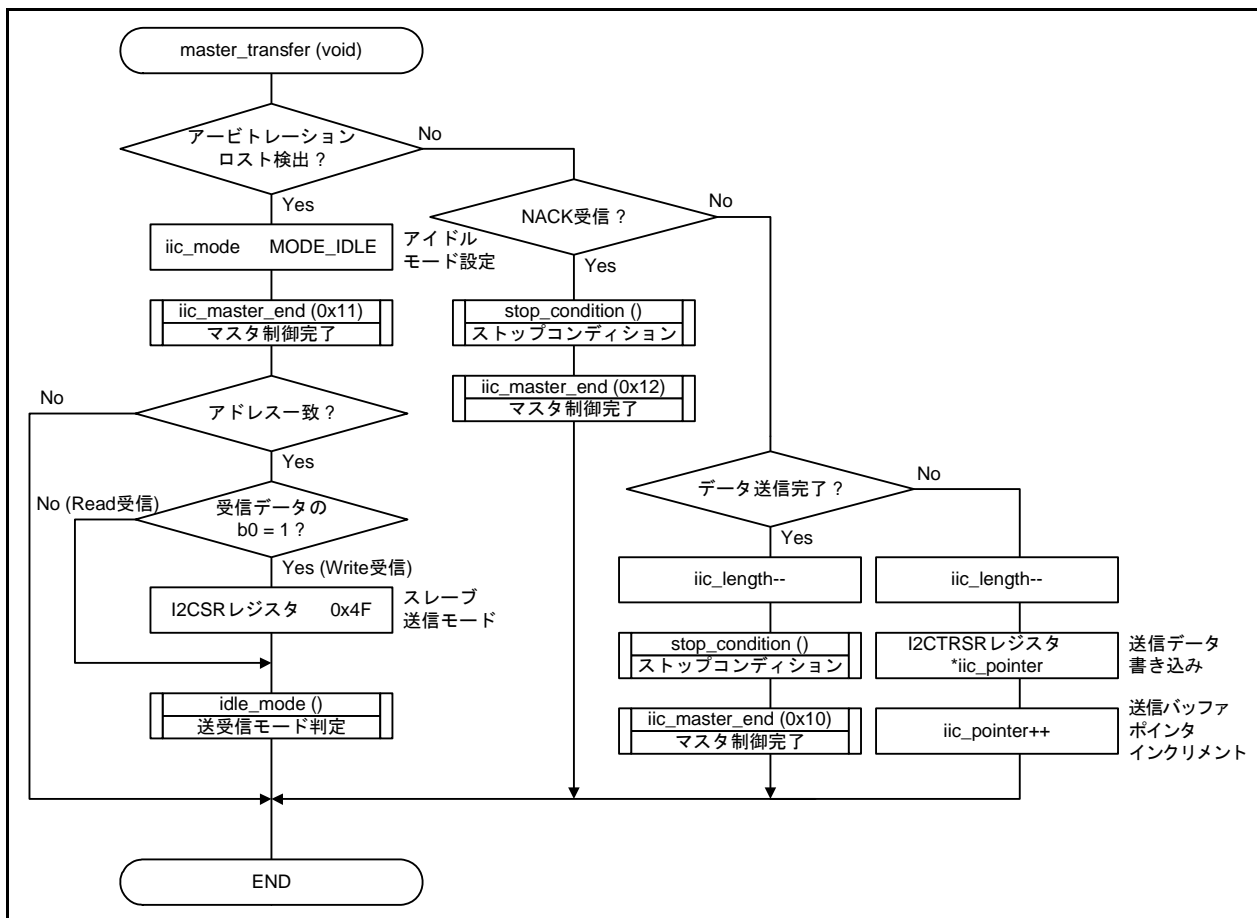 master_transfer (void)
アービトレーション
ロスト検出？
No
Yes
iic_mode MODE_IDLE
アイドル
モード設定
iic_master_end (0x11)
マスタ制御完了
No
アドレス一致？
Yes
No (Read受信)
受信データの
b0 = 1？
Yes (Write受信)
I2CSRレジスタ 0x4F
スレーブ
送信モード
idle_mode ()
送受信モード判定
NACK受信？
No
Yes
stop_condition ()
ストップコンディション
iic_master_end (0x12)
マスタ制御完了
データ送信完了？
No
Yes
iic_length--
stop_condition ()
ストップコンディション
iic_master_end (0x10)
マスタ制御完了
iic_length--
I2CTRSRレジスタ
*iic_pointer
送信データ
書き込み
iic_pointer++
送信バッファ
ポインタ
インクリメント
END